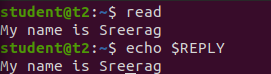 student@t2:~$ read
My name is Sreerag
student@t2:~$ echo $REPLY
My name is Sreerag